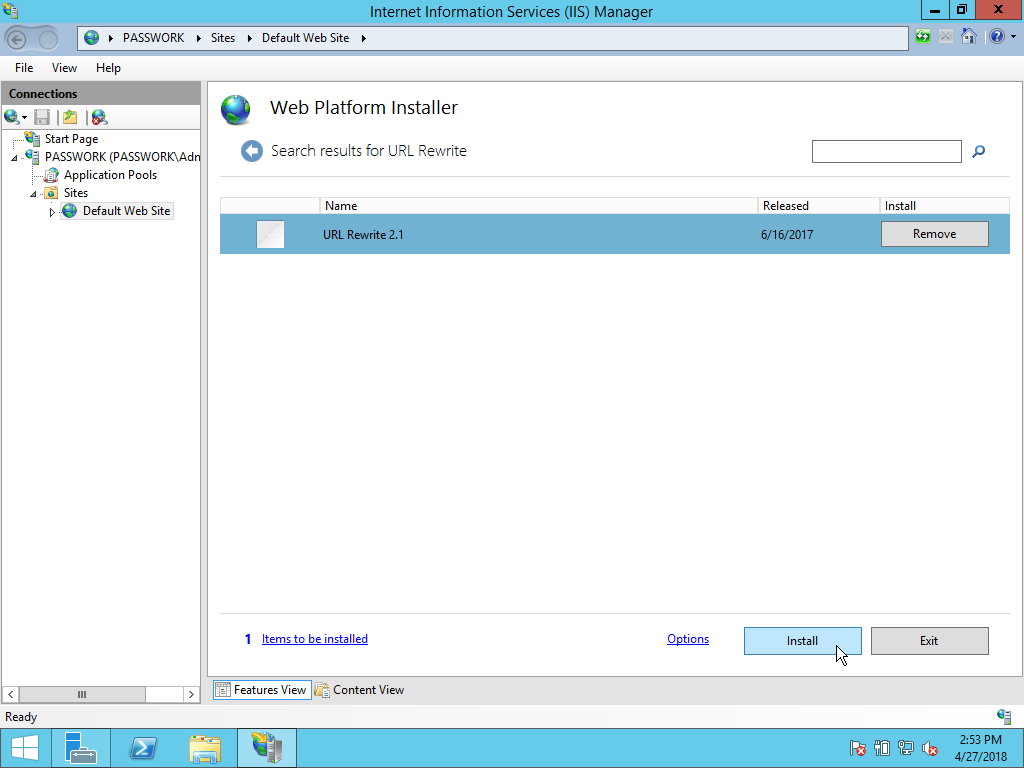 Internet Information Services (IIS) Manager
PASSWORK Sites Default Web Site
File View Help
Connections
Start Page
PASSWORK (PASSWORK\Adn
Application Pools
Sites
Default Web Site
Web Platform Installer
Search results for URL Rewrite
Name Released Install
URL Rewrite 2.1 6/16/2017 Remove
1 Items to be installed Options Install Exit
Features View Content View
Ready
2:53 PM
4/27/2018